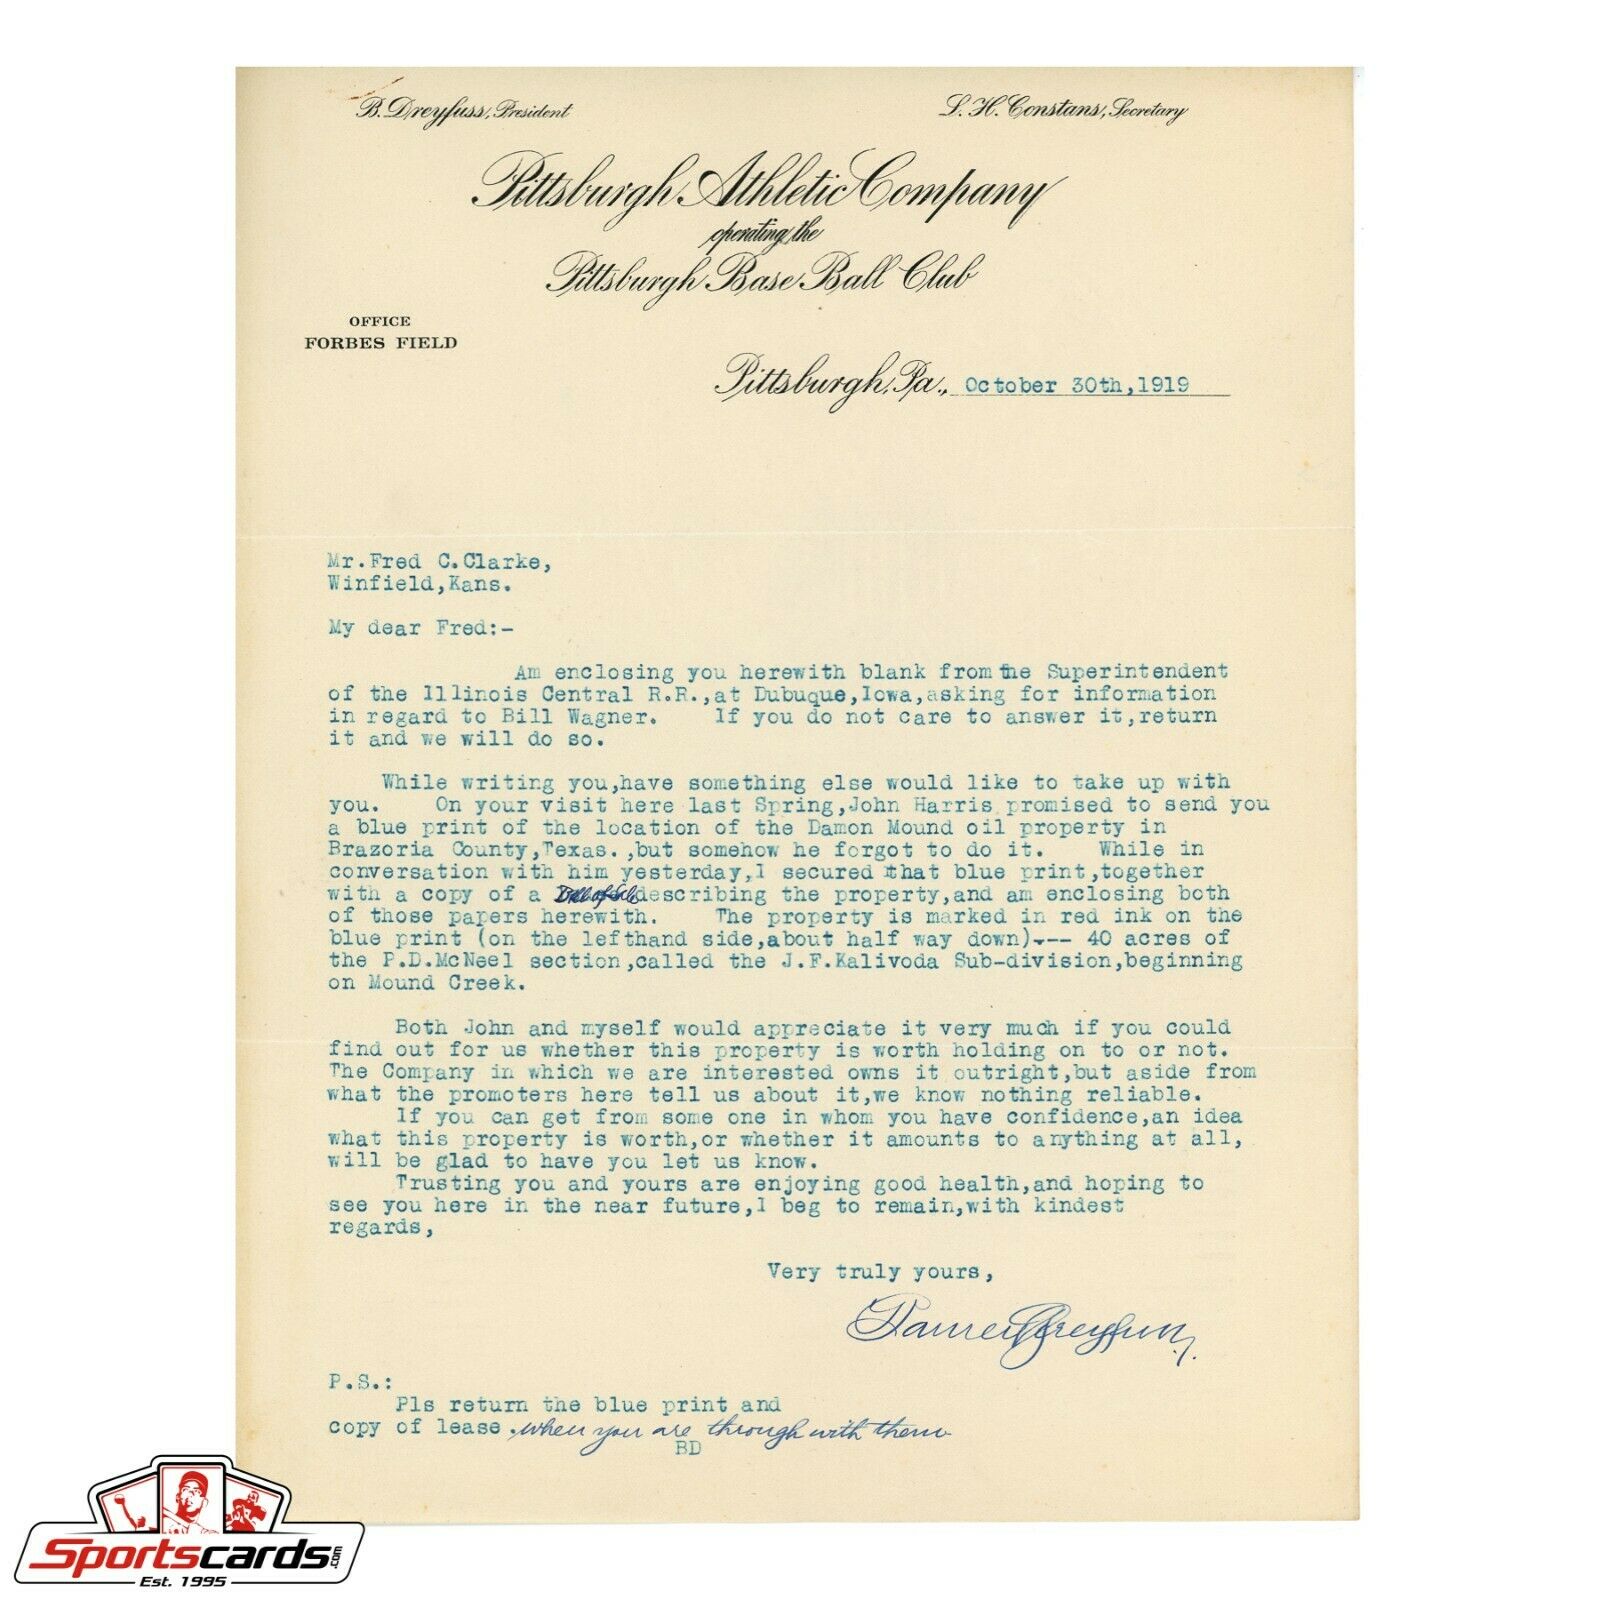 B. Dreyfuss, President
L. H. Constans, Secretary
Pittsburgh Athletic Company
operating the
Pittsburgh Base Ball Club
OFFICE
FORBES FIELD
Pittsburgh, Pa., October 30th,1919
Mr.Fred C.Clarke,
Winfield,Kans.
My dear Fred:-
Am enclosing you herewith blank from the Superintendent
of the Illinois Central R.R.,at Dubuque,Iowa,asking for information
in regard to Bill Wagner. If you do not care to answer it,return
it and we will do so.
While writing you,have something else would like to take up with
you. On your visit here last Spring,John Harris promised to send you
a blue print of the location of the Damon Mound oil property in
Brazoria County,Texas.,but somehow he forgot to do it. While in
conversation with him yesterday,I secured that blue print,together
with a copy of a Bill of Sale describing the property,and am enclosing both
of those papers herewith. The property is marked in red ink on the
blue print (on the lefthand side,about half way down)---- 40 acres of
the P.D.McNeel section,called the J.F.Kalivoda Sub-division,beginning
on Mound Creek.
Both John and myself would appreciate it very much if you could
find out for us whether this property is worth holding on to or not.
The Company in which we are interested owns it outright,but aside from
what the promoters here tell us about it,we know nothing reliable.
If you can get from some one in whom you have confidence,an idea
what this property is worth,or whether it amounts to anything at all,
will be glad to have you let us know.
Trusting you and yours are enjoying good health,and hoping to
see you here in the near future,I beg to remain,with kindest
regards,
Very truly yours,
Barney Dreyfuss
P.S.:
Pls return the blue print and
copy of lease. when you are through with them
BD
Sportscards.com
Est. 1995